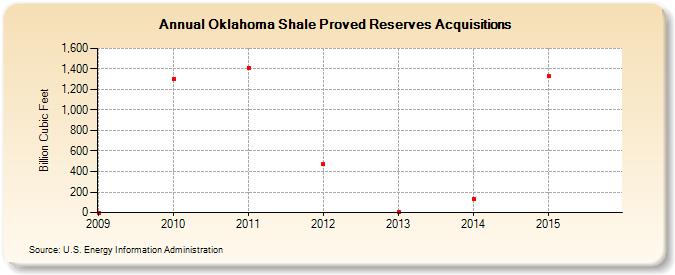 Annual Oklahoma Shale Proved Reserves Acquisitions
Billion Cubic Feet
1,600
1,400
1,200
1,000
800
600
400
200
0
2009 2010 2011 2012 2013 2014 2015
Source: U.S. Energy Information Administration